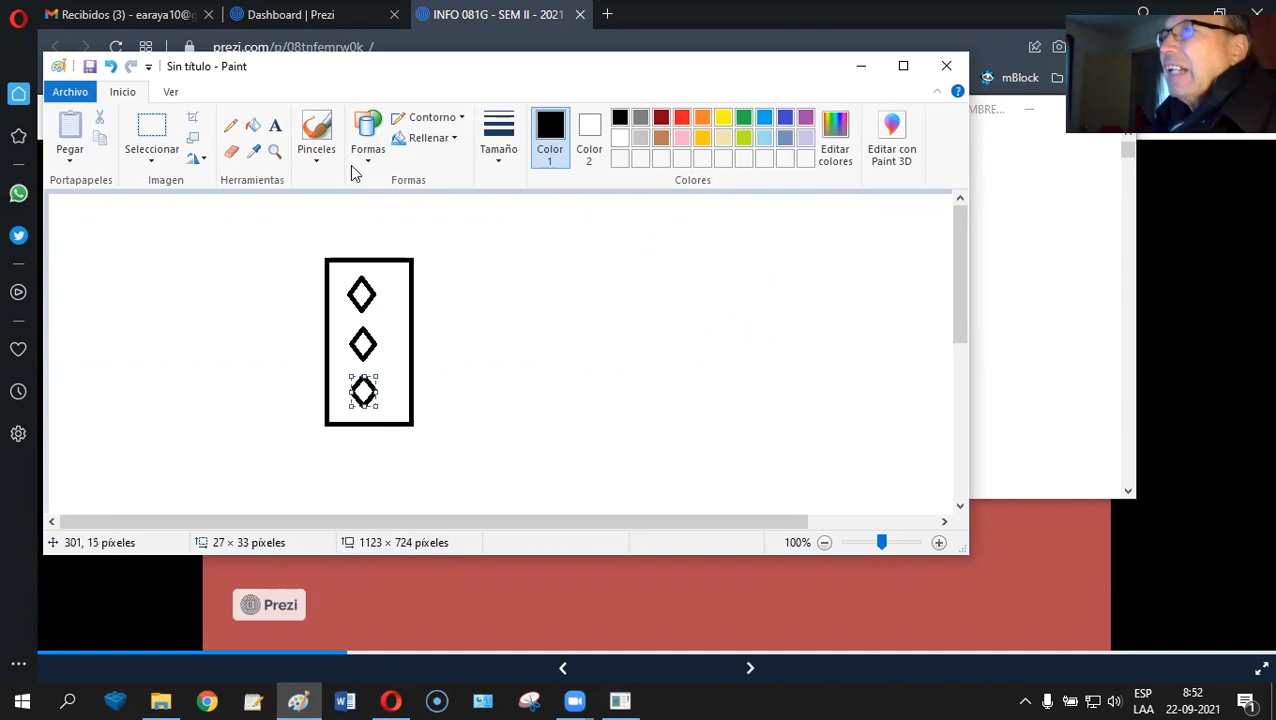 Recibidos (3) - earaya10@g
Dashboard | Prezi
INFO 081G - SEM II - 2021
prezi.com/p/08tnfemrw0k_/
mBlock
Sin título - Paint
Archivo
Inicio
Ver
Pegar
Portapapeles
Seleccionar
Imagen
Herramientas
Pinceles
Formas
Contorno
Rellenar
Formas
Tamaño
Color
1
Color
2
Editar
colores
Colores
Editar con
Paint 3D
MBRE...
301, 15 píxeles
27 × 33 píxeles
1123 × 724 píxeles
100%
Prezi
ESP
LAA
8:52
22-09-2021
1